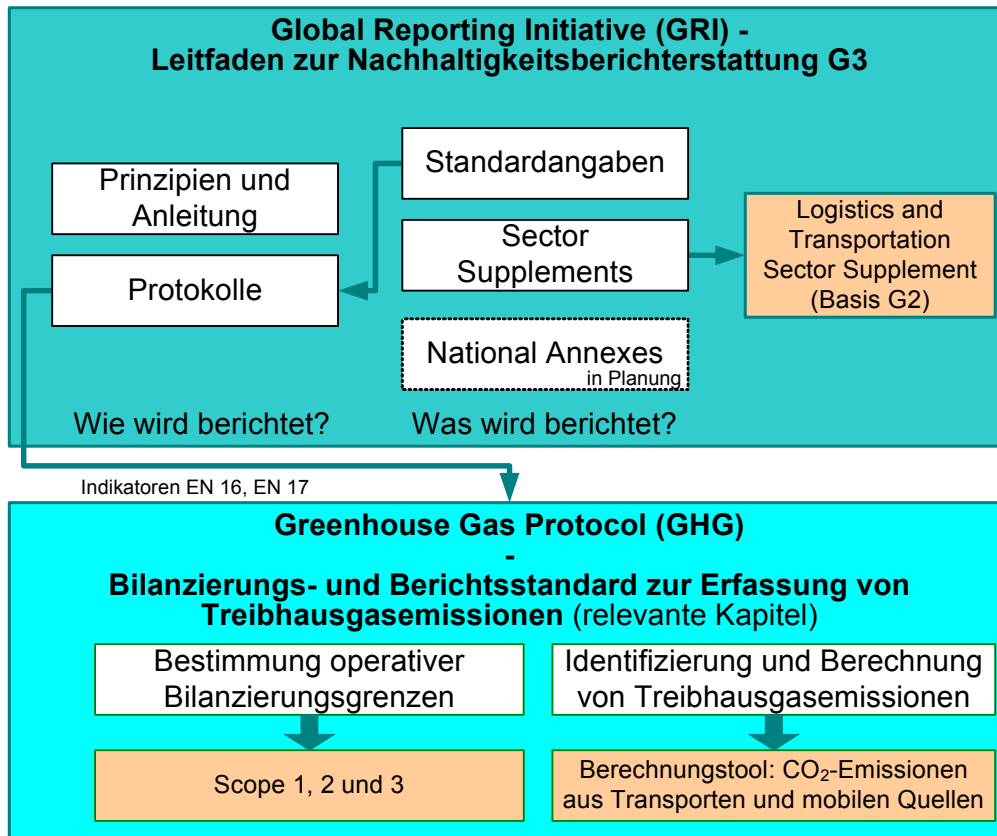 Global Reporting Initiative (GRI) -
Leitfaden zur Nachhaltigkeitsberichterstattung G3
Prinzipien und
Anleitung
Protokolle
Wie wird berichtet?
Standardangaben
Sector
Supplements
National Annexes
in Planung
Was wird berichtet?
Logistics and
Transportation
Sector Supplement
(Basis G2)
Indikatoren EN 16, EN 17
Greenhouse Gas Protocol (GHG)
-
Bilanzierungs- und Berichtsstandard zur Erfassung von
Treibhausgasemissionen (relevante Kapitel)
Bestimmung operativer
Bilanzierungsgrenzen
Scope 1, 2 und 3
Identifizierung und Berechnung
von Treibhausgasemissionen
Berechnungstool: CO₂-Emissionen
aus Transporten und mobilen Quellen